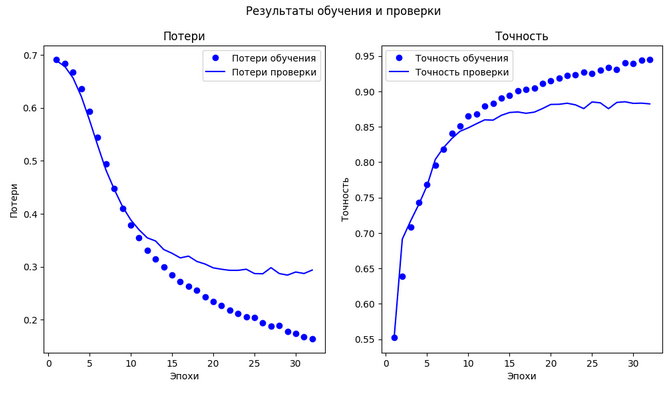 Результаты обучения и проверки
Потери
Потери обучения
Потери проверки
0.7
0.6
0.5
0.4
0.3
0.2
Потери
0
5
10
15
20
25
30
Эпохи
Точность
Точность обучения
Точность проверки
0.95
0.90
0.85
0.80
0.75
0.70
0.65
0.60
0.55
Точность
0
5
10
15
20
25
30
Эпохи